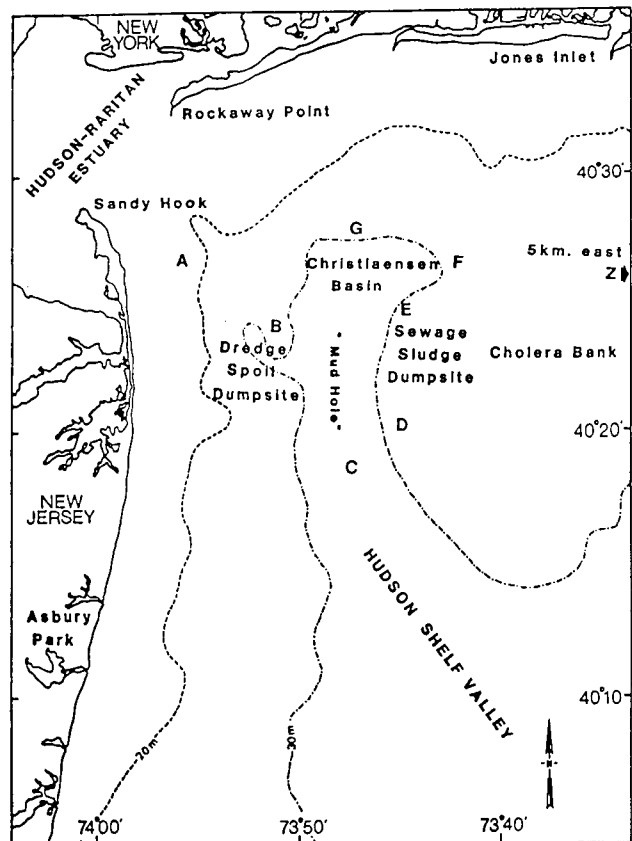 NEW
YORK
Jones Inlet
Rockaway Point
HUDSON-RARITAN
ESTUARY
40°30'
Sandy Hook
G
A
Christiaensen
Basin
F
5km. east
Z
B
E
Dredge
Spoil
Dumpsite
Mud Hole
Sewage
Sludge
Dumpsite
Cholera Bank
D
40°20'
C
NEW
JERSEY
HUDSON SHELF VALLEY
Asbury
Park
40°10'
20m
30m
N
74°00'
73°50'
73°40'